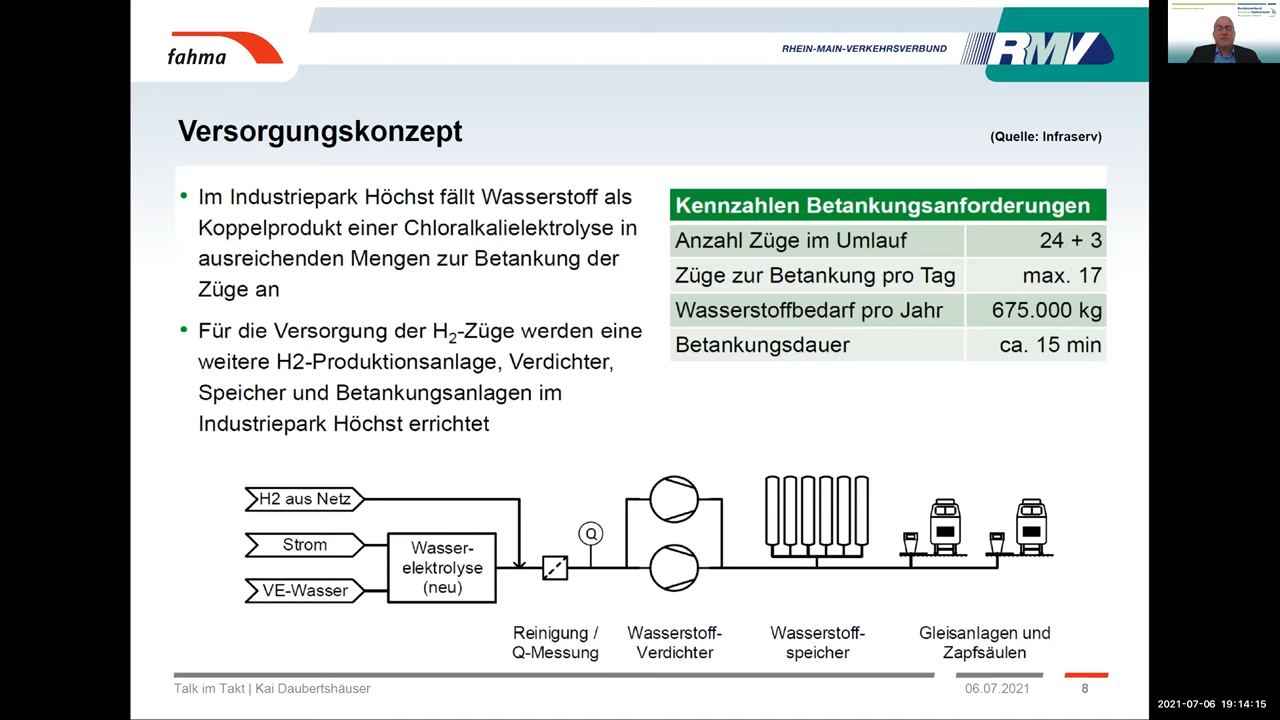 fahma
RHEIN-MAIN-VERKEHRSVERBUND
RMV
Versorgungskonzept
(Quelle: Infraserv)
• Im Industriepark Höchst fällt Wasserstoff als
Koppelprodukt einer Chloralkalielektrolyse in
ausreichenden Mengen zur Betankung der
Züge an
• Für die Versorgung der H2-Züge werden eine
weitere H2-Produktionsanlage, Verdichter,
Speicher und Betankungsanlagen im
Industriepark Höchst errichtet
Kennzahlen Betankungsanforderungen
Anzahl Züge im Umlauf 24 + 3
Züge zur Betankung pro Tag max. 17
Wasserstoffbedarf pro Jahr 675.000 kg
Betankungsdauer ca. 15 min
H2 aus Netz
Strom
VE-Wasser
Wasser-
elektrolyse
(neu)
Q
Reinigung /
Q-Messung
Wasserstoff-
Verdichter
Wasserstoff-
speicher
Gleisanlagen und
Zapfsäulen
Talk im Takt | Kai Daubertshäuser
06.07.2021
8
2021-07-06 19:14:15